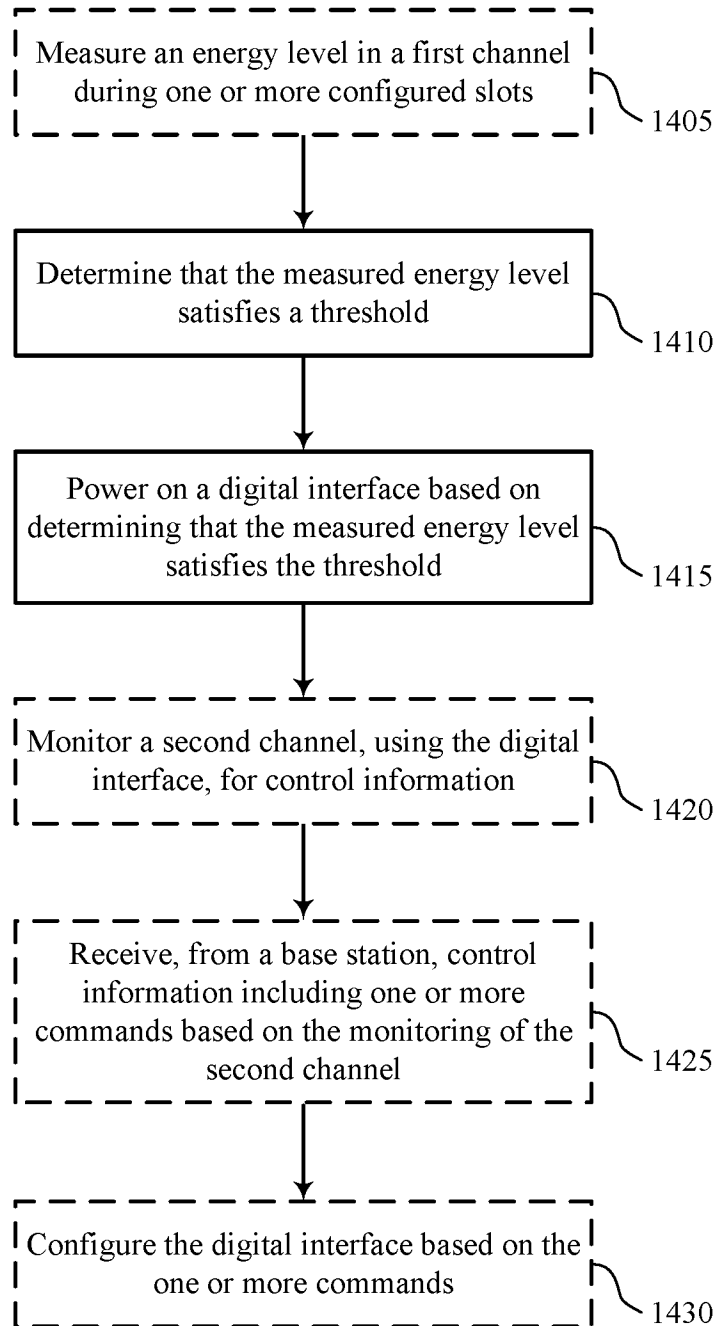 Measure an energy level in a first channel
during one or more configured slots
1405
Determine that the measured energy level
satisfies a threshold
1410
Power on a digital interface based on
determining that the measured energy level
satisfies the threshold
1415
Monitor a second channel, using the digital
interface, for control information
1420
Receive, from a base station, control
information including one or more
commands based on the monitoring of the
second channel
1425
Configure the digital interface based on the
one or more commands
1430